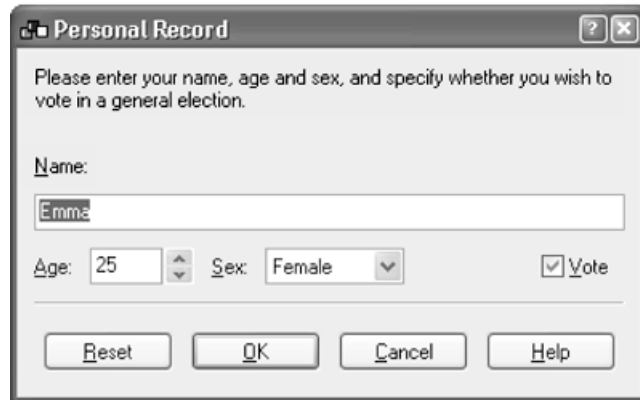 Personal Record
Please enter your name, age and sex, and specify whether you wish to
vote in a general election.
Name:
Emma
Age: 25 Sex: Female Vote
Reset OK Cancel Help